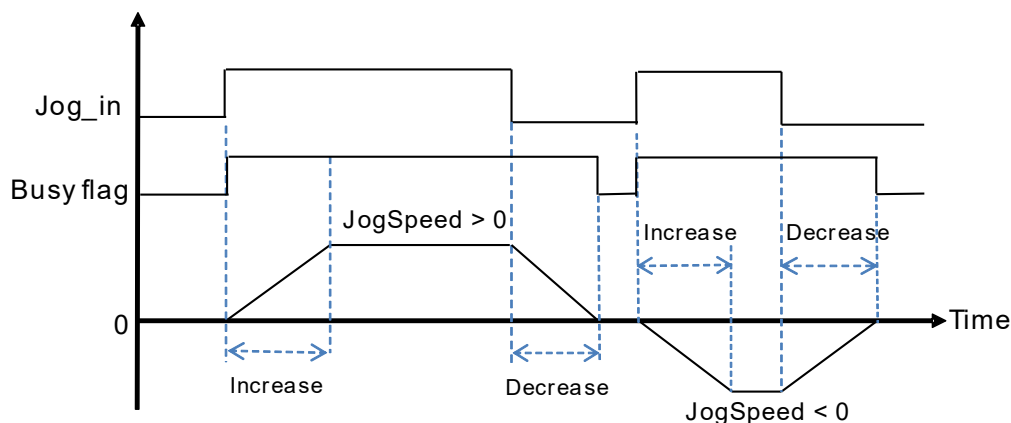 Jog_in
Busy flag
JogSpeed > 0
Increase
Decrease
0
Time
Increase
Decrease
JogSpeed < 0